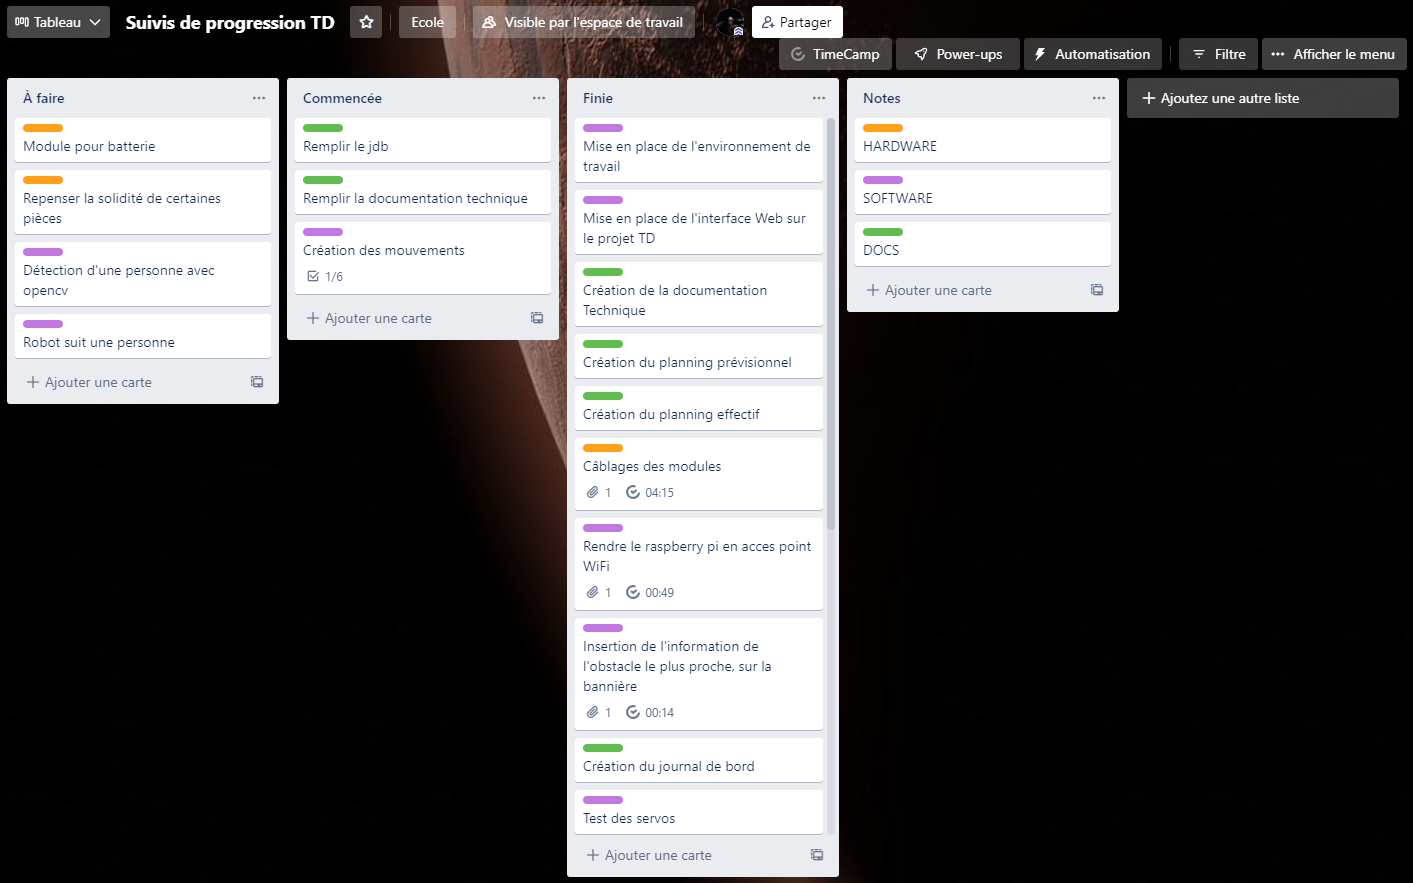 Tableau
Suivis de progression TD
Ecole
Visible par l'espace de travail
Partager
TimeCamp
Power-ups
Automatisation
Filtre
Afficher le menu
À faire
Module pour batterie
Repenser la solidité de certaines
pièces
Détection d'une personne avec
opencv
Robot suit une personne
Ajouter une carte
Commencée
Remplir le jdb
Remplir la documentation technique
Création des mouvements
1/6
Ajouter une carte
Finie
Mise en place de l'environnement de
travail
Mise en place de l'interface Web sur
le projet TD
Création de la documentation
Technique
Création du planning prévisionnel
Création du planning effectif
Câblages des modules
1 04:15
Rendre le raspberry pi en acces point
WiFi
1 00:49
Insertion de l'information de
l'obstacle le plus proche, sur la
bannière
1 00:14
Création du journal de bord
Test des servos
Ajouter une carte
Notes
HARDWARE
SOFTWARE
DOCS
Ajouter une carte
Ajoutez une autre liste